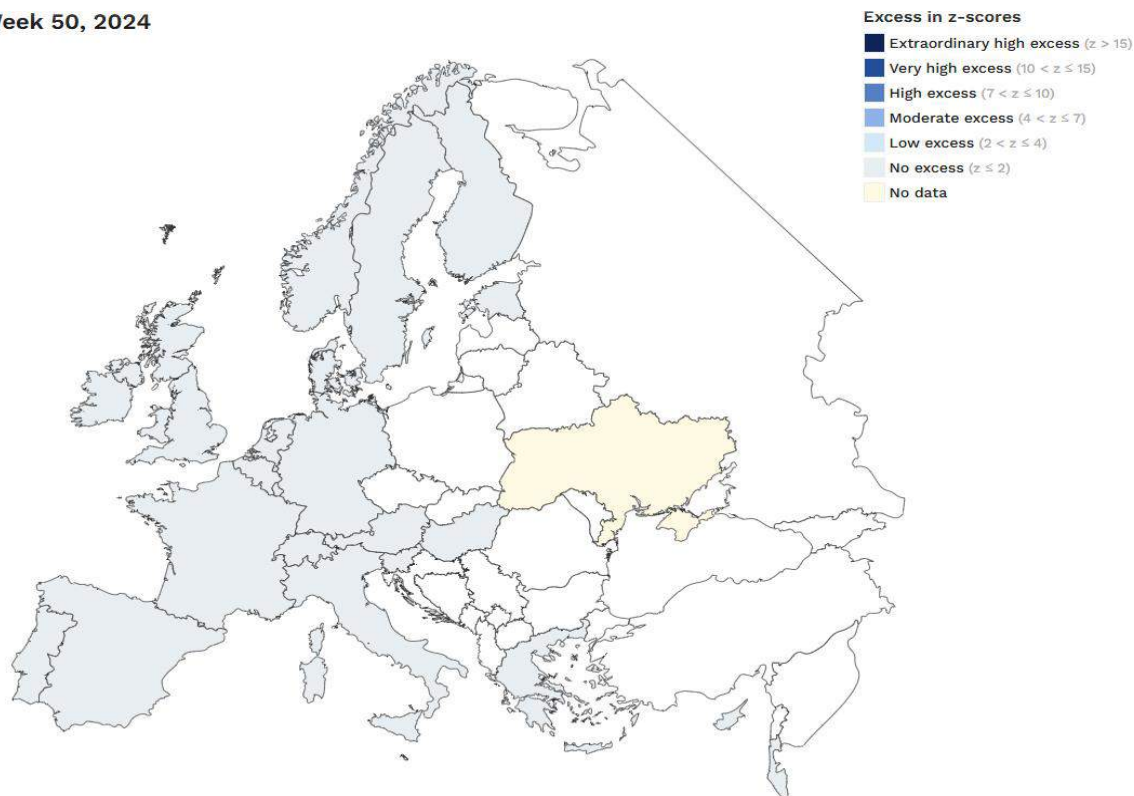 eek 50, 2024
Excess in z-scores
Extraordinary high excess (z > 15)
Very high excess (10 < z ≤ 15)
High excess (7 < z ≤ 10)
Moderate excess (4 < z ≤ 7)
Low excess (2 < z ≤ 4)
No excess (z ≤ 2)
No data